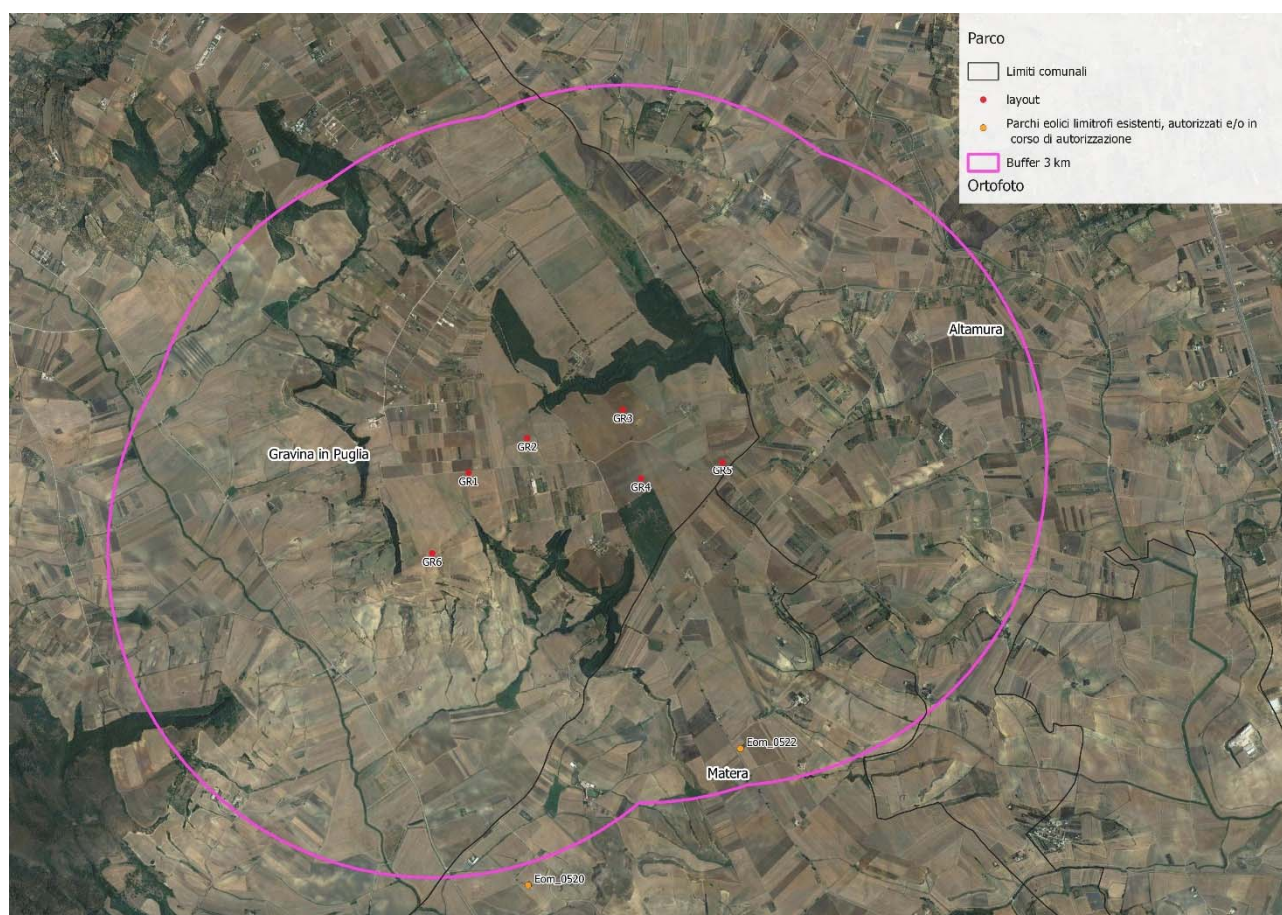 Parco
Limiti comunali
layout
Parchi eolici limitrofi esistenti, autorizzati e/o in
corso di autorizzazione
Buffer 3 km
Ortofoto
Altamura
GR3
GR2
Gravina in Puglia
GR1
GR5
GR4
GR6
Eom_0522
Matera
Eom_0520